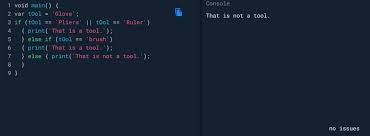 1 void main() {
2 var tOol = 'Glove';
3 if (tOol == 'Pliers' || tOol == 'Ruler')
4 { print('That is a tool.');
5 } else if (tOol == 'brush')
6 { print('That is a tool.');
7 } else { print('That is not a tool.');
8 }
9 }
Console
That is not a tool.
no issues